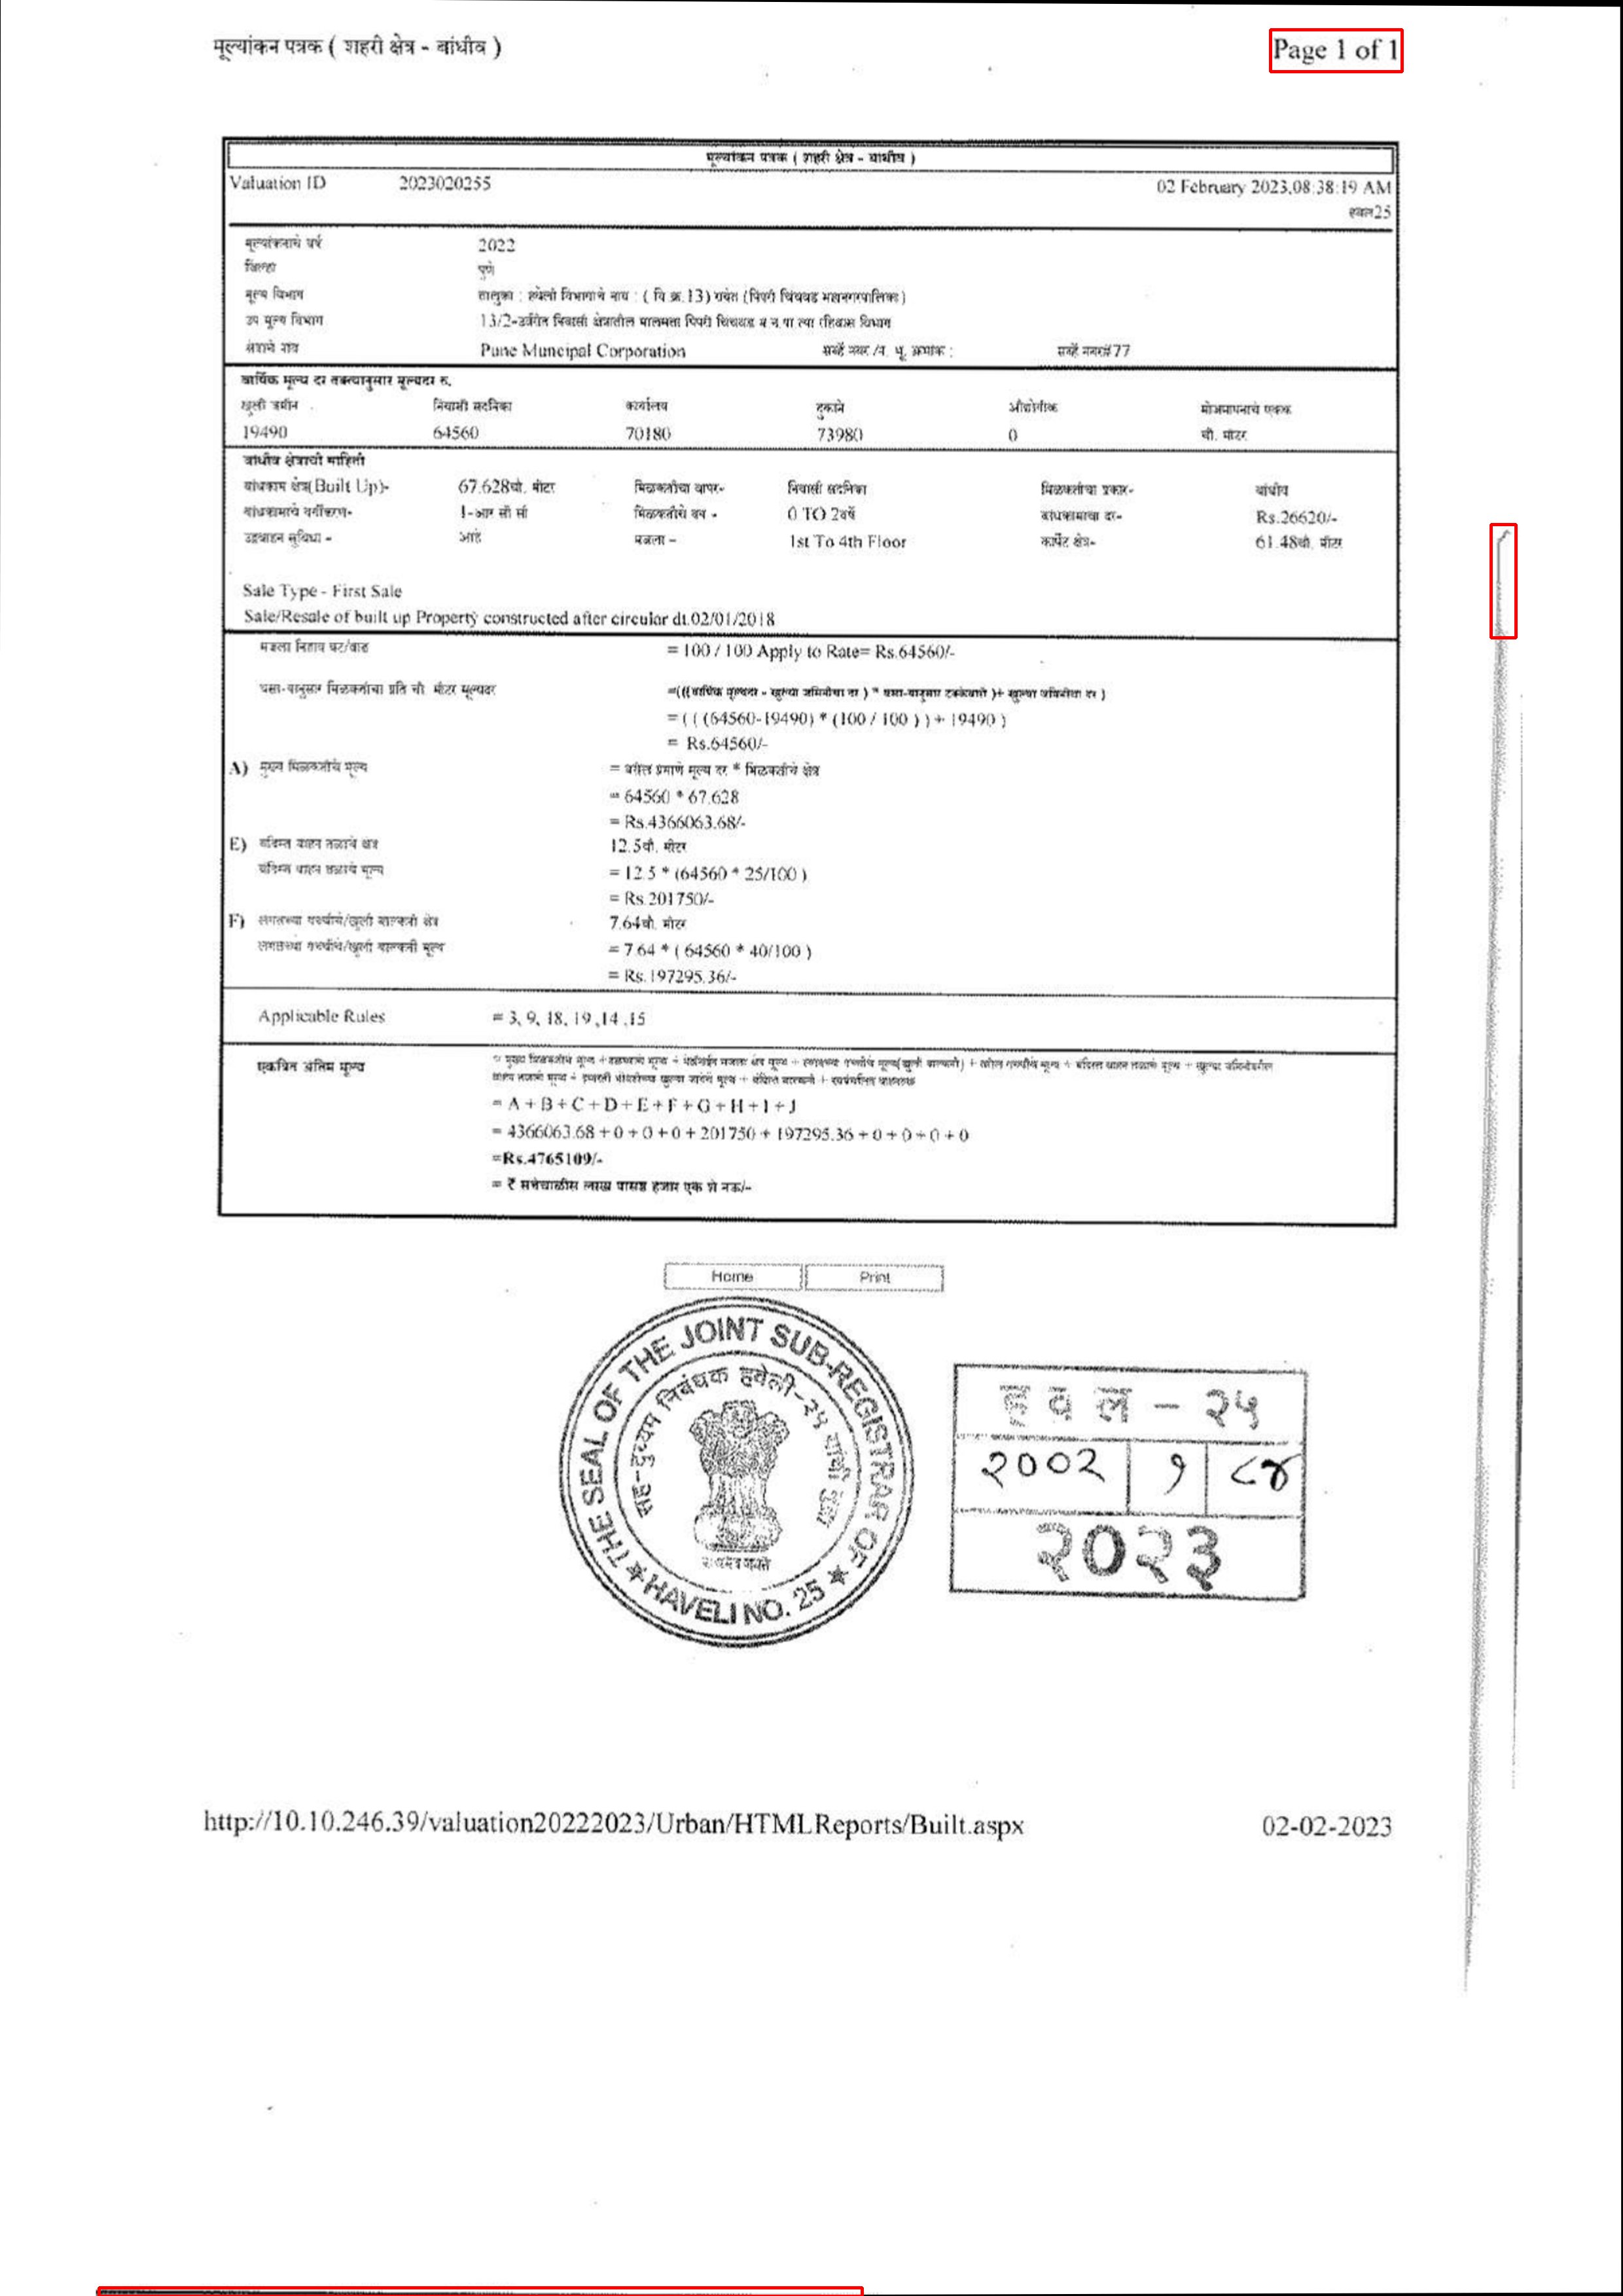 मूल्यांकन पत्रक ( शहरी क्षेत्र - बांधीव )
Page 1 of 1
मूल्यांकन पत्रक ( शहरी क्षेत्र - बांधीव )
Valuation ID 2023020255 02 February 2023,08:38:19 AM
हवल25
मूल्यांकनाचे वर्ष 2022
जिल्हा पुणे
मूल्य विभाग तालुका : हवेली विभागाचे नाव : ( वि.क्र.13) रावेत (पिंपरी चिंचवड महानगरपालिका)
उप मूल्य विभाग 13/2-उर्वरीत निवासी क्षेत्रातील मालमत्ता पिंपरी चिंचवड म न पा च्या रहिवास विभाग
क्षेत्राचे नांव Pune Muncipal Corporation सर्व्हे नंबर /न. भू. क्रमांक : सर्व्हे नंबर#77
वार्षिक मूल्य दर तक्त्यानुसार मूल्यदर रु.
खुली जमीन निवासी सदनिका कार्यालय दुकाने औद्योगीक मोजमापनाचे एकक
19490 64560 70180 73980 0 चौ. मीटर
बांधीव क्षेत्राची माहिती
बांधकाम क्षेत्र(Built Up)- 67.628चौ. मीटर मिळकतीचा वापर- निवासी सदनिका मिळकतीचा प्रकार- बांधीव
बांधकामाचे वर्गीकरण- 1-आर सी सी मिळकतीचे वय - 0 TO 2वर्षे बांधकामाचा दर- Rs.26620/-
उद्ववाहन सुविधा - आहे मजला - 1st To 4th Floor कार्पेट क्षेत्र- 61.48चौ. मीटर
Sale Type - First Sale
Sale/Resale of built up Property constructed after circular dt.02/01/2018
मजला निहाय घट/वाढ = 100 / 100 Apply to Rate= Rs.64560/-
घसा-यानुसार मिळकतीचा प्रति चौ. मीटर मूल्यदर =(((वार्षिक मूल्यदर - खुल्या जमिनीचा दर ) * घसा-यानुसार टक्केवारी )+ खुल्या जमिनीचा दर )
= ( ( (64560-19490) * (100 / 100 ) ) + 19490 )
= Rs.64560/-
A) मुख्य मिळकतीचे मूल्य = वरील प्रमाणे मूल्य दर * मिळकतीचे क्षेत्र
= 64560 * 67.628
= Rs.4366063.68/-
E) बंदिस्त वाहन तळाचे क्षेत्र 12.5चौ. मीटर
बंदिस्त वाहन तळाचे मूल्य = 12.5 * (64560 * 25/100 )
= Rs.201750/-
F) लगतच्या गच्चीचे/खुली बाल्कनी क्षेत्र 7.64चौ. मीटर
लगतच्या गच्चीचे/खुली बाल्कनी मूल्य = 7.64 * ( 64560 * 40/100 )
= Rs.197295.36/-
Applicable Rules = 3, 9, 18, 19 ,14 ,15
एकत्रित अंतिम मूल्य
= A + B + C + D + E + F + G + H + I + J
= 4366063.68 + 0 + 0 + 0 + 201750 + 197295.36 + 0 + 0 + 0 + 0
=Rs.4765109/-
= ₹ सत्तेचाळीस लाख पासष्ठ हजार एक शे नऊ/-
Home Print
THE SEAL OF THE JOINT SUB-REGISTRAR OF
सह-दुय्यम निबंधक हवेली-२५ यांची मुद्रा
सत्यमेव जयते
HAVELI NO. 25
हवल - २५
२००२ १ ८४
२०२३
http://10.10.246.39/valuation20222023/Urban/HTMLReports/Built.aspx 02-02-2023